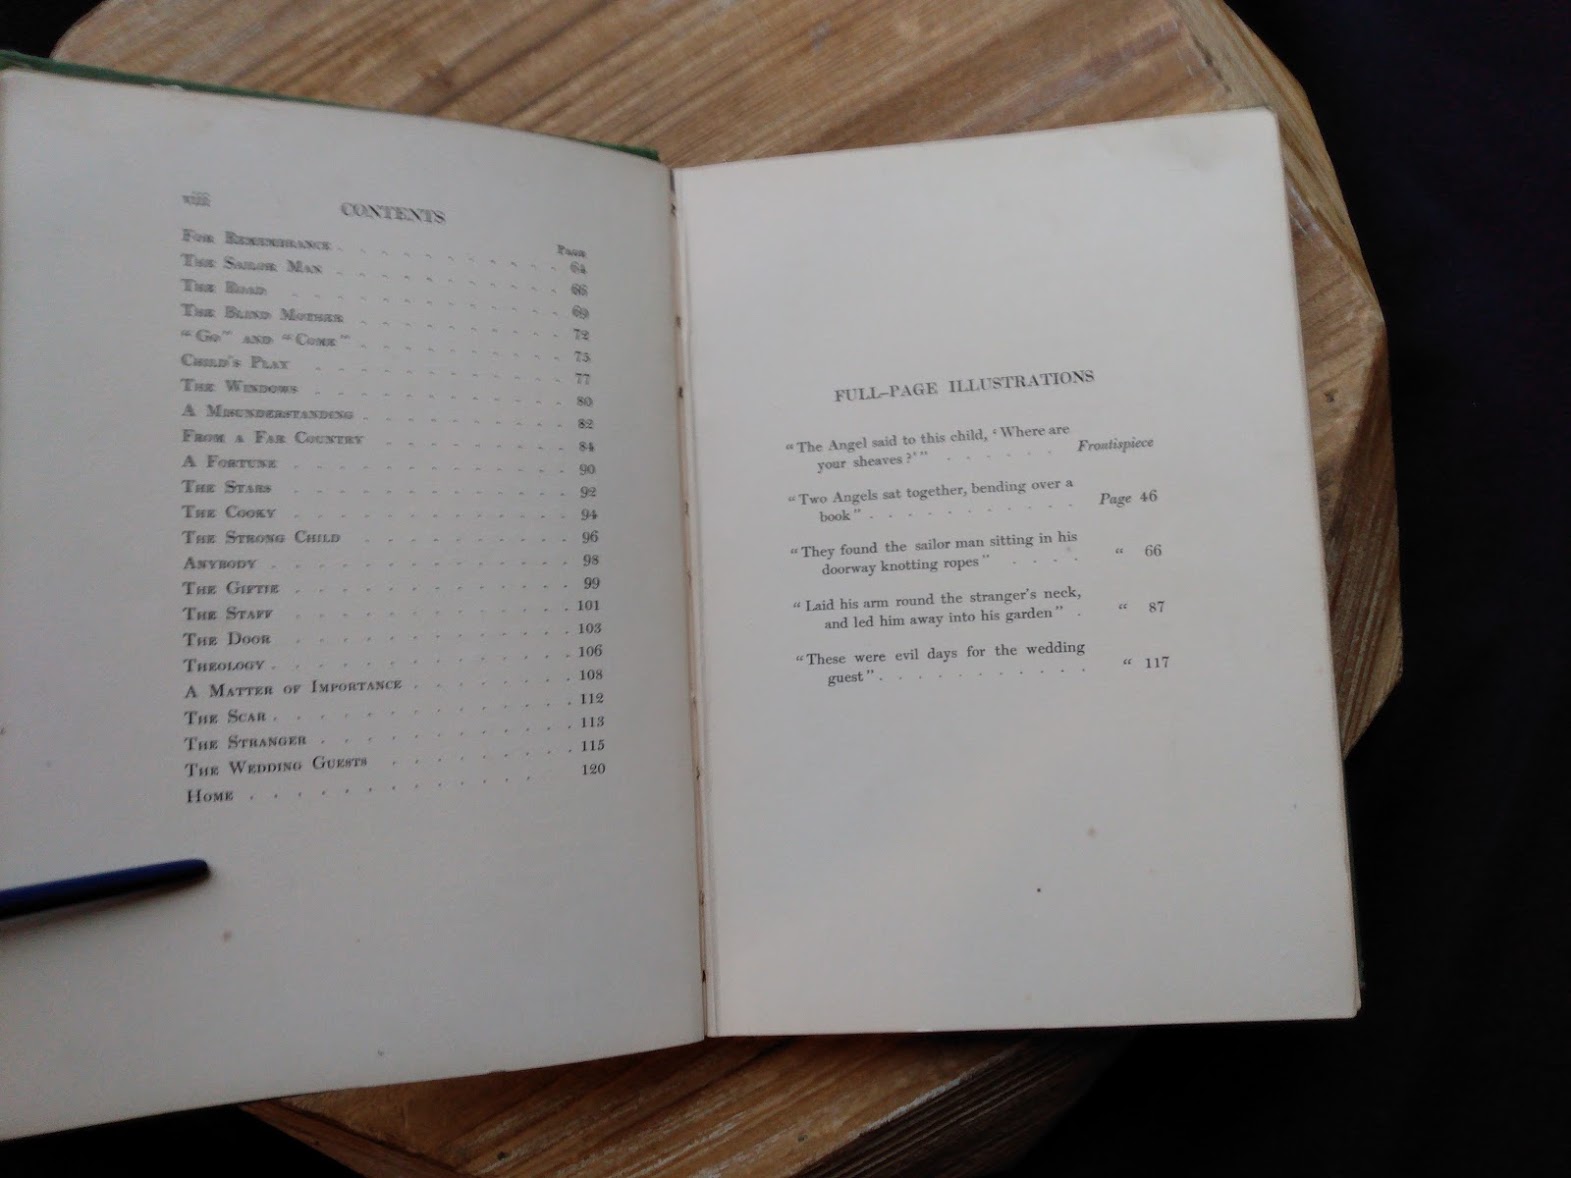 viii
CONTENTS
Page
For Remembrance . . . . . . . . . . 64
The Sailor Man . . . . . . . . . . 66
The Road . . . . . . . . . . . . 69
The Blind Mother . . . . . . . . . 72
"Go" and "Come" . . . . . . . . . 75
Child's Play . . . . . . . . . . . 77
The Windows . . . . . . . . . . . 80
A Misunderstanding . . . . . . . . . 82
From a Far Country . . . . . . . . . 84
A Fortune . . . . . . . . . . . . 90
The Stars . . . . . . . . . . . . 92
The Cooky . . . . . . . . . . . . 94
The Strong Child . . . . . . . . . 96
Anybody . . . . . . . . . . . . . 98
The Giftie . . . . . . . . . . . . 99
The Staff . . . . . . . . . . . . 101
The Door . . . . . . . . . . . . 103
Theology . . . . . . . . . . . . . 106
A Matter of Importance . . . . . . . 108
The Scar . . . . . . . . . . . . . 112
The Stranger . . . . . . . . . . . 113
The Wedding Guests . . . . . . . . 115
Home . . . . . . . . . . . . . 120
FULL-PAGE ILLUSTRATIONS
"The Angel said to this child, 'Where are
your sheaves?'" . . . . . . Frontispiece
"Two Angels sat together, bending over a
book" . . . . . . . . . . . Page 46
"They found the sailor man sitting in his
doorway knotting ropes" . . . . " 66
"Laid his arm round the stranger's neck,
and led him away into his garden" . " 87
"These were evil days for the wedding
guest" . . . . . . . . . . " 117